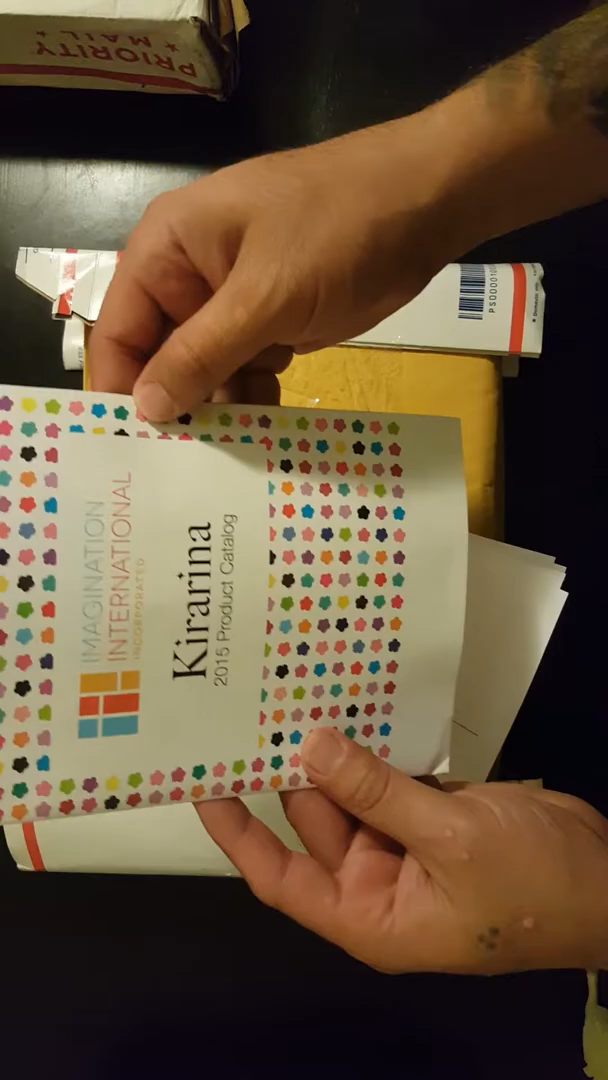 PRIORITY
★ MAIL ★
IMAGINATION
INTERNATIONAL
INCORPORATED
Kirarina
2015 Product Catalog